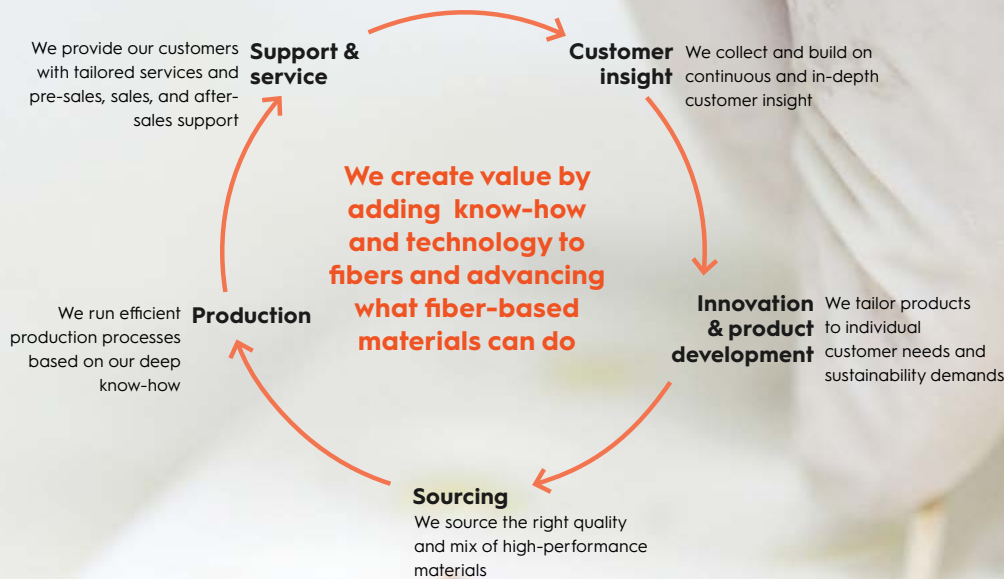 Support &
service
We provide our customers
with tailored services and
pre-sales, sales, and after-
sales support
Customer
insight
We collect and build on
continuous and in-depth
customer insight
We create value by
adding know-how
and technology to
fibers and advancing
what fiber-based
materials can do
Innovation
& product
development
We tailor products
to individual
customer needs and
sustainability demands
Production
We run efficient
production processes
based on our deep
know-how
Sourcing
We source the right quality
and mix of high-performance
materials